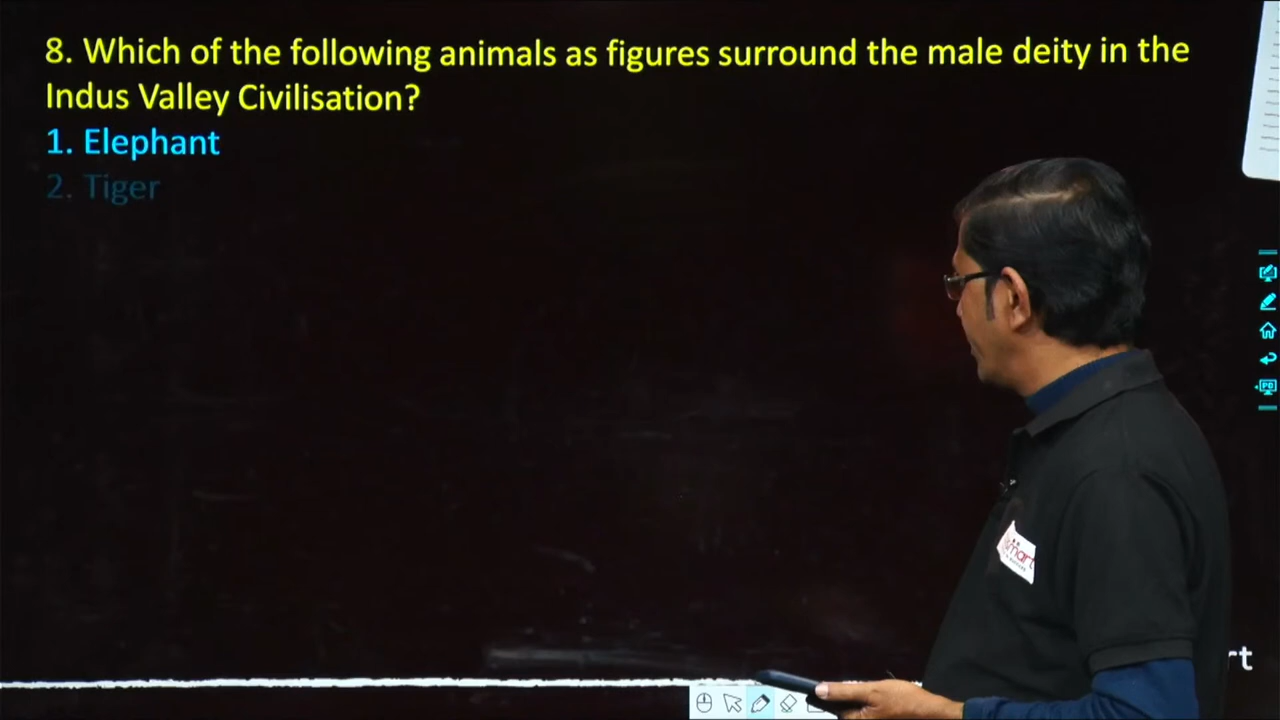 8. Which of the following animals as figures surround the male deity in the
Indus Valley Civilisation?
1. Elephant
2. Tiger
rt